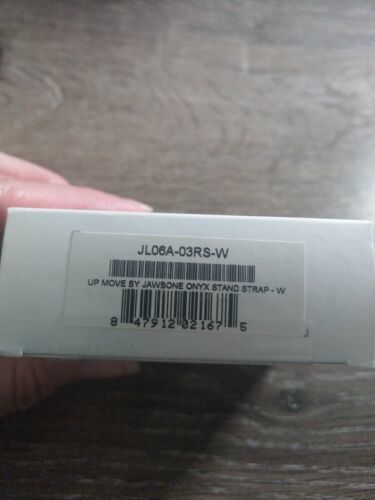 JL06A-03RS-W
UP MOVE BY JAWBONE ONYX STAND STRAP - W
8 47912 02167 5